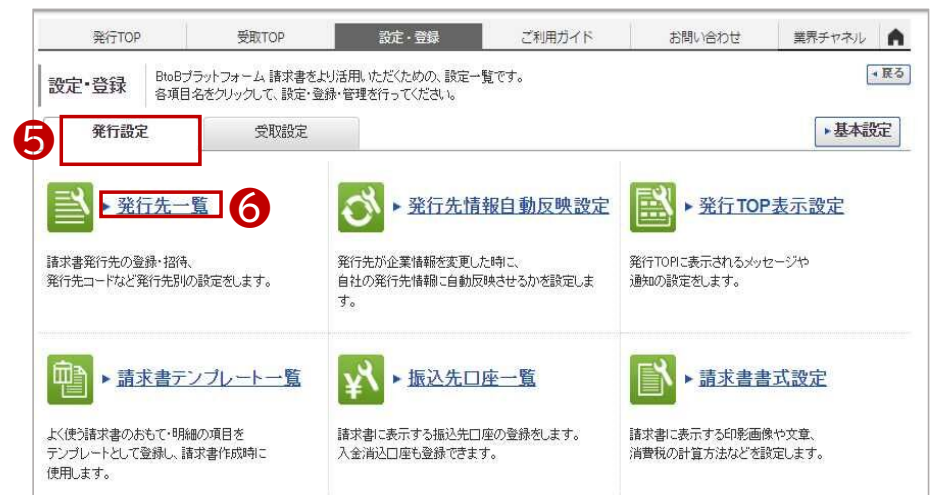 発行TOP 受取TOP 設定・登録 ご利用ガイド お問い合わせ 業界チャネル
設定・登録
BtoBプラットフォーム 請求書をより活用いただくための、設定一覧です。
各項目名をクリックして、設定・登録・管理を行ってください。
戻る
5 発行設定 受取設定 基本設定
発行先一覧 6
請求書発行先の登録・招待、
発行先コードなど発行先別の設定をします。
発行先情報自動反映設定
発行先が企業情報を変更した時に、
自社の発行先情報に自動反映させるかを設定しま
す。
発行TOP表示設定
発行TOPに表示されるメッセージや
通知の設定をします。
請求書テンプレート一覧
よく使う請求書のおもて・明細の項目を
テンプレートとして登録し、請求書作成時に
使用します。
振込先口座一覧
請求書に表示する振込先口座の登録をします。
入金消込口座も登録できます。
請求書書式設定
請求書に表示する印影画像や文章、
消費税の計算方法などを設定します。